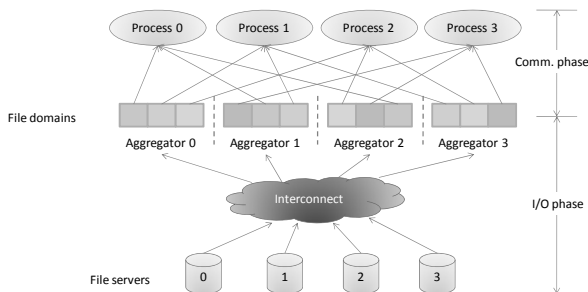 Process 0 Process 1 Process 2 Process 3
Comm. phase
File domains
Aggregator 0 Aggregator 1 Aggregator 2 Aggregator 3
Interconnect
I/O phase
File servers 0 1 2 3